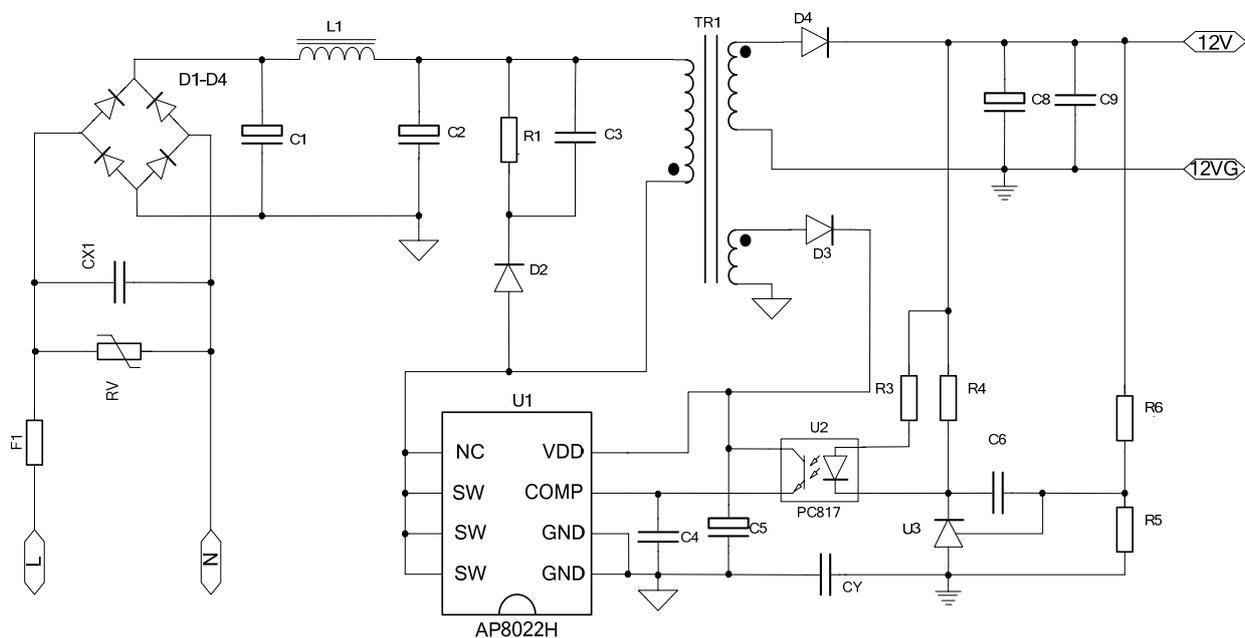 L1
TR1
D4
12V
D1-D4
C1
C2
R1
C3
C8
C9
12VG
CX1
D2
D3
RV
F1
U1
R3
R4
R6
NC
VDD
U2
C6
SW
COMP
PC817
SW
GND
C4
C5
U3
R5
SW
GND
CY
L
N
AP8022H